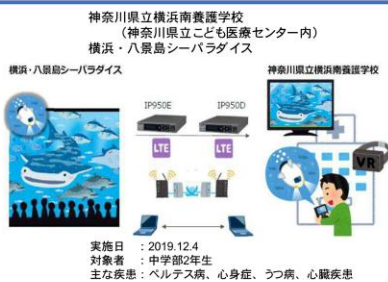 神奈川県立横浜南養護学校
（神奈川県立こども医療センター内）
横浜・八景島シーパラダイス
横浜・八景島シーパラダイス
神奈川県立横浜南養護学校
IP950E
IP950D
LTE
LTE
VR
実施日　：2019.12.4
対象者　：中学部2年生
主な疾患：ペルテス病、心身症、うつ病、心臓疾患